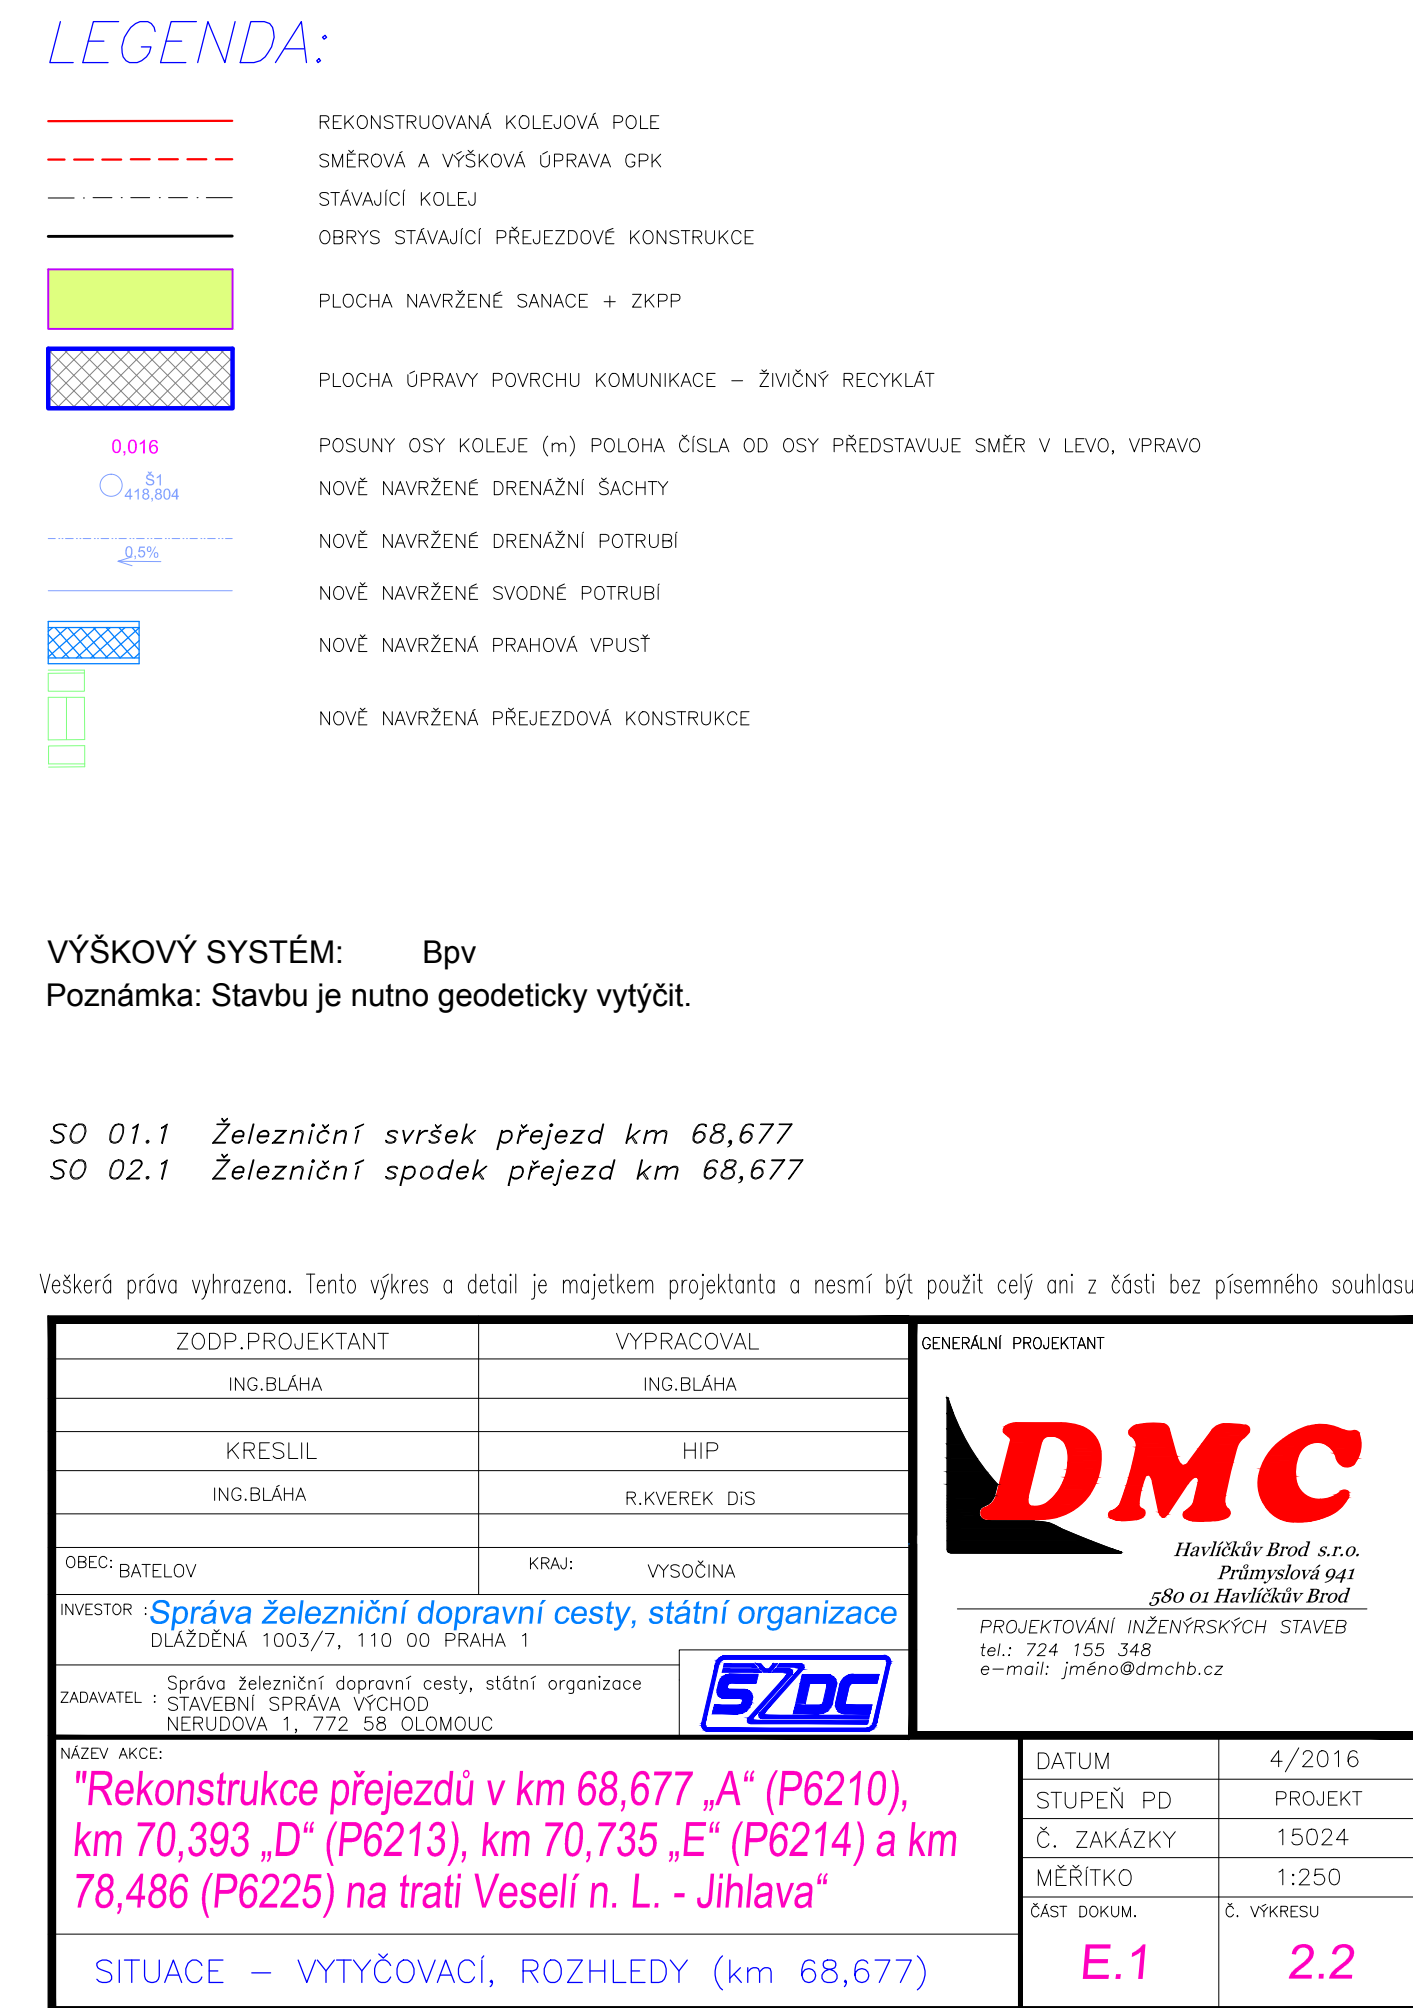 LEGENDA:
REKONSTRUOVANÁ KOLEJOVÁ POLE
SMĚROVÁ A VÝŠKOVÁ ÚPRAVA GPK
STÁVAJÍCÍ KOLEJ
OBRYS STÁVAJÍCÍ PŘEJEZDOVÉ KONSTRUKCE
PLOCHA NAVRŽENÉ SANACE + ZKPP
PLOCHA ÚPRAVY POVRCHU KOMUNIKACE – ŽIVIČNÝ RECYKLÁT
0,016 POSUNY OSY KOLEJE (m) POLOHA ČÍSLA OD OSY PŘEDSTAVUJE SMĚR V LEVO, VPRAVO
Š1
418,804
NOVĚ NAVRŽENÉ DRENÁŽNÍ ŠACHTY
NOVĚ NAVRŽENÉ DRENÁŽNÍ POTRUBÍ
0,5%
NOVĚ NAVRŽENÉ SVODNÉ POTRUBÍ
NOVĚ NAVRŽENÁ PRAHOVÁ VPUSŤ
NOVĚ NAVRŽENÁ PŘEJEZDOVÁ KONSTRUKCE
VÝŠKOVÝ SYSTÉM: Bpv
Poznámka: Stavbu je nutno geodeticky vytýčit.
SO 01.1 Železniční svršek přejezd km 68,677
SO 02.1 Železniční spodek přejezd km 68,677
Veškerá práva vyhrazena. Tento výkres a detail je majetkem projektanta a nesmí být použit celý ani z části bez písemného souhlasu
ZODP.PROJEKTANT VYPRACOVAL
ING.BLÁHA ING.BLÁHA
KRESLIL HIP
ING.BLÁHA R.KVEREK DiS
OBEC: BATELOV KRAJ: VYSOČINA
INVESTOR : Správa železniční dopravní cesty, státní organizace
DLÁŽDĚNÁ 1003/7, 110 00 PRAHA 1
ZADAVATEL : Správa železniční dopravní cesty, státní organizace
STAVEBNÍ SPRÁVA VÝCHOD
NERUDOVA 1, 772 58 OLOMOUC
SŽDC
GENERÁLNÍ PROJEKTANT
DMC
Havlíčkův Brod s.r.o.
Průmyslová 941
580 01 Havlíčkův Brod
PROJEKTOVÁNÍ INŽENÝRSKÝCH STAVEB
tel.: 724 155 348
e–mail: jméno@dmchb.cz
NÁZEV AKCE:
"Rekonstrukce přejezdů v km 68,677 „A“ (P6210),
km 70,393 „D“ (P6213), km 70,735 „E“ (P6214) a km
78,486 (P6225) na trati Veselí n. L. - Jihlava“
SITUACE – VYTYČOVACÍ, ROZHLEDY (km 68,677)
DATUM 4/2016
STUPEŇ PD PROJEKT
Č. ZAKÁZKY 15024
MĚŘÍTKO 1:250
ČÁST DOKUM. Č. VÝKRESU
E.1 2.2